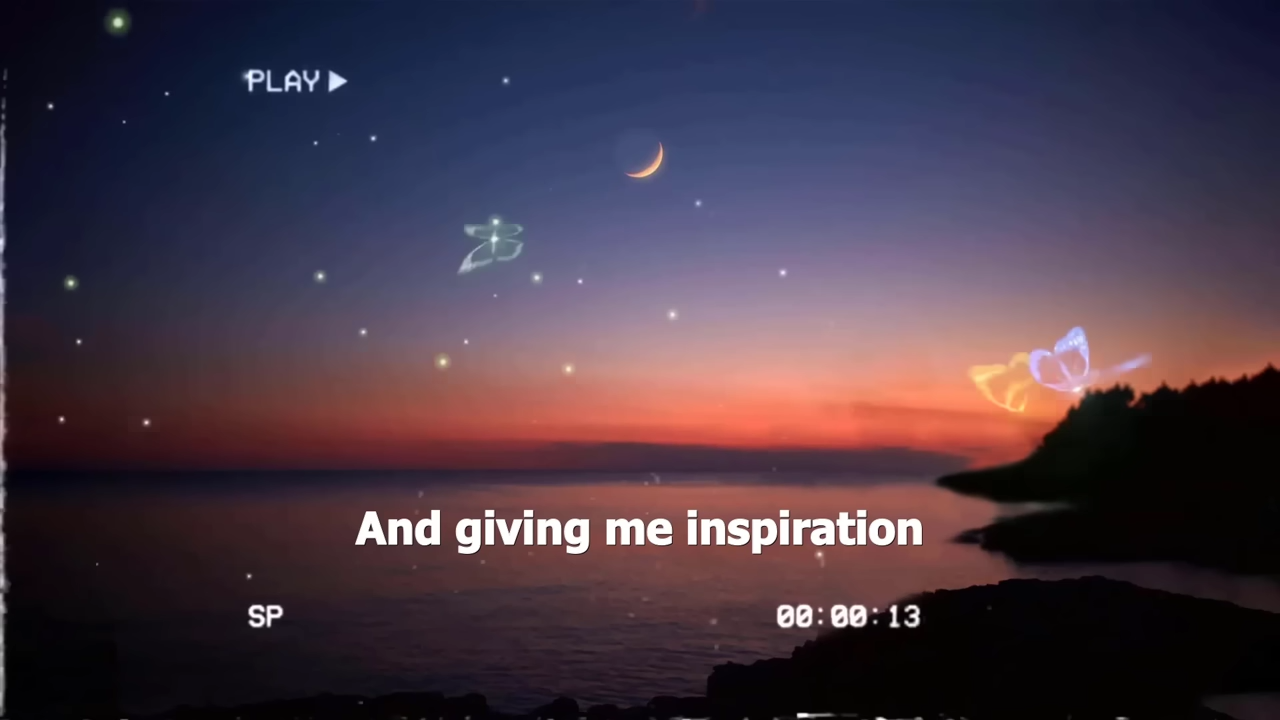 PLAY ▶
And giving me inspiration
SP
00:00:13